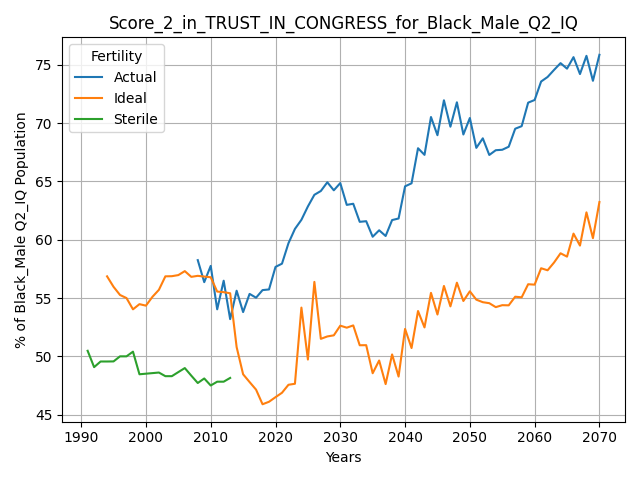 Score_2_in_TRUST_IN_CONGRESS_for_Black_Male_Q2_IQ
Fertility
Actual
Ideal
Sterile
% of Black_Male Q2_IQ Population
75
70
65
60
55
50
45
1990 2000 2010 2020 2030 2040 2050 2060 2070
Years